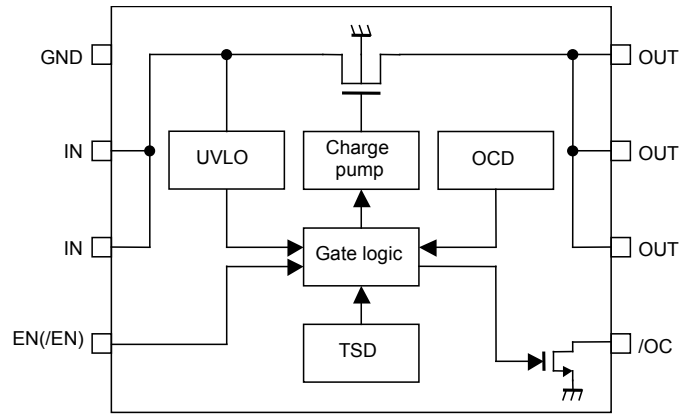 GND
OUT
IN
UVLO
Charge
pump
OCD
OUT
IN
Gate logic
OUT
EN(/EN)
TSD
/OC